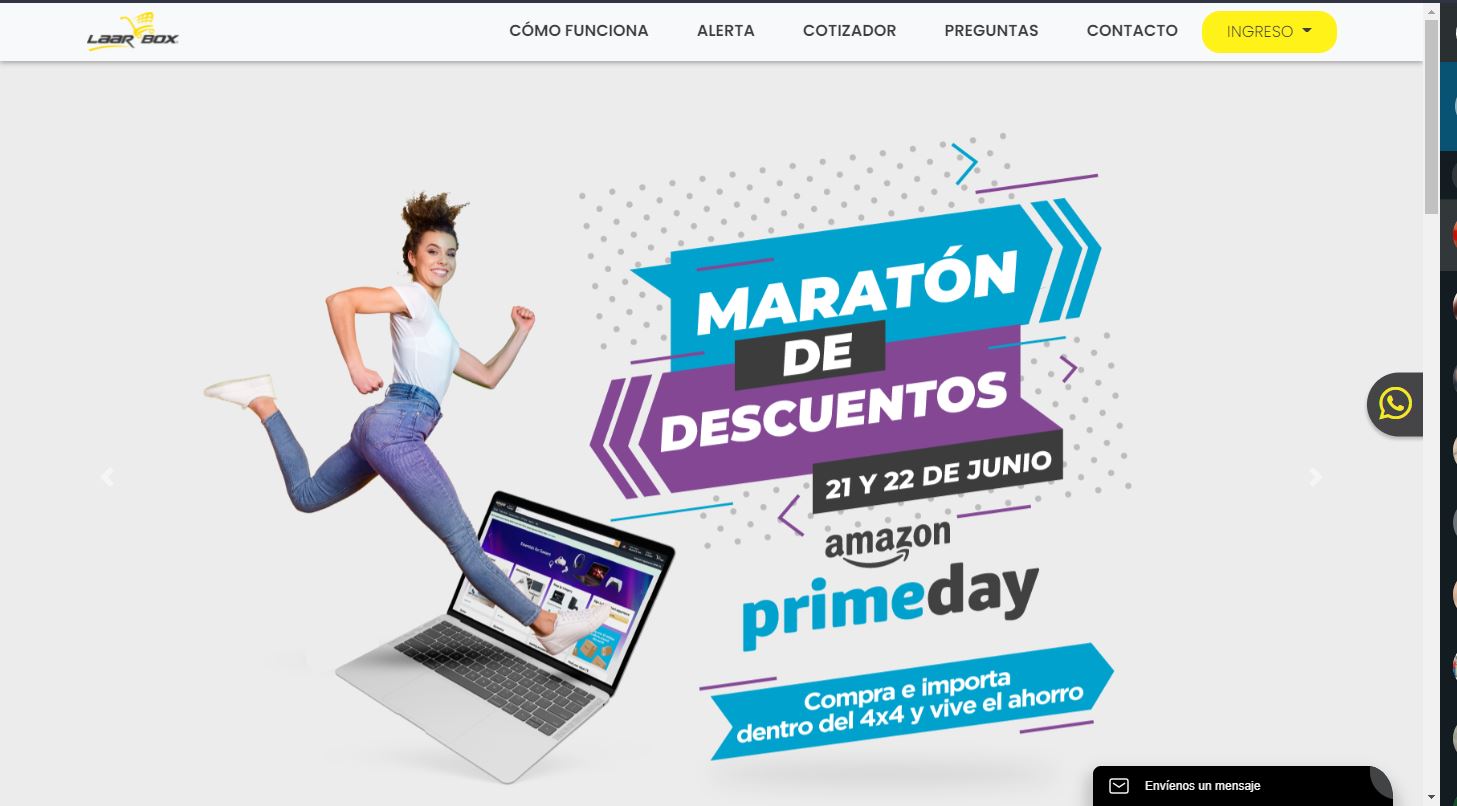 LAAR BOX
CÓMO FUNCIONA
ALERTA
COTIZADOR
PREGUNTAS
CONTACTO
INGRESO
MARATÓN
DE
DESCUENTOS
21 Y 22 DE JUNIO
amazon
primeday
Compra e importa
dentro del 4x4 y vive el ahorro
Envíenos un mensaje